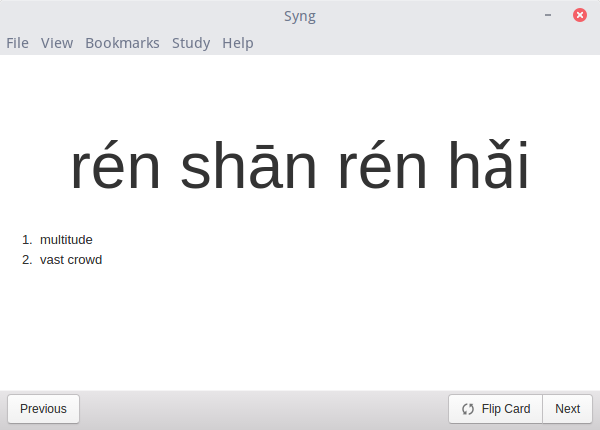 Syng
File View Bookmarks Study Help
rén shān rén hǎi
1. multitude
2. vast crowd
Previous Flip Card Next